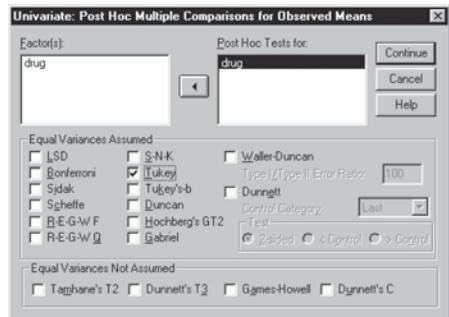 Univariate: Post Hoc Multiple Comparisons for Observed Means
Factor(s):
drug
Post Hoc Tests for:
drug
Continue
Cancel
Help
Equal Variances Assumed
LSD
Bonferroni
Sidak
Scheffe
R-E-G-W F
R-E-G-W Q
S-N-K
Tukey
Tukey's-b
Duncan
Hochberg's GT2
Gabriel
Waller-Duncan
Type I/Type II Error Ratio:
100
Dunnett
Control Category:
Last
Test
2-sided
< Control
> Control
Equal Variances Not Assumed
Tamhane's T2
Dunnett's T3
Games-Howell
Dunnett's C